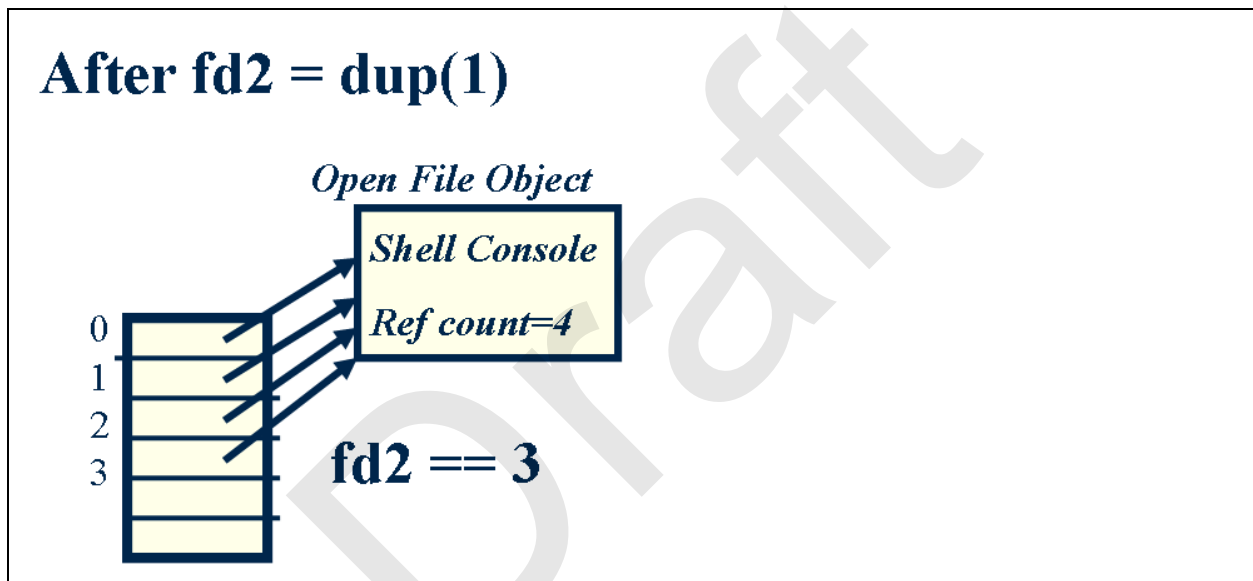 After fd2 = dup(1)
Open File Object
Shell Console
Ref count=4
0
1
2
3
fd2 == 3
Draft